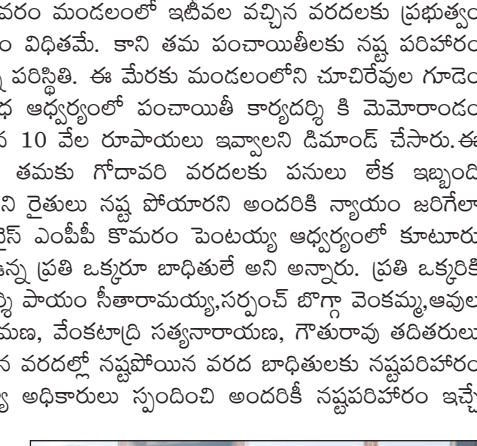 వరం మండలంలో ఇటీవల వచ్చిన వరదలకు ప్రభుత్వం
ం విధితమే. కాని తమ పంచాయితీలకు నష్ట పరిహారం
పరిస్థితి. ఈ మేరకు మండలంలోని చూచిరేవుల గూడెం
ధ ఆధ్వర్యంలో పంచాయితీ కార్యదర్శి కి మెమోరాండం
న 10 వేల రూపాయలు ఇవ్వాలని డిమాండ్ చేసారు.ఈ
తమకు గోదావరి వరదలకు పనులు లేక ఇబ్బంది
ని రైతులు నష్ట పోయారని అందరికి న్యాయం జరిగేలా
వైస్ ఎంపీపీ కొమరం పెంటయ్య ఆధ్వర్యంలో కూటూరు
ఉన్న ప్రతి ఒక్కరూ బాధితులే అని అన్నారు. ప్రతి ఒక్కరికి
్శి పాయం సీతారామయ్య,సర్పంచ్ బొగ్గా వెంకమ్మ,ఆవుల
మణ, వేంకటాద్రి సత్యనారాయణ, గౌతురావు తదితరులు
న వరదల్లో నష్టపోయిన వరద బాధితులకు నష్టపరిహారం
అధికారులు స్పందించి అందరికీ నష్టపరిహారం ఇచ్చే